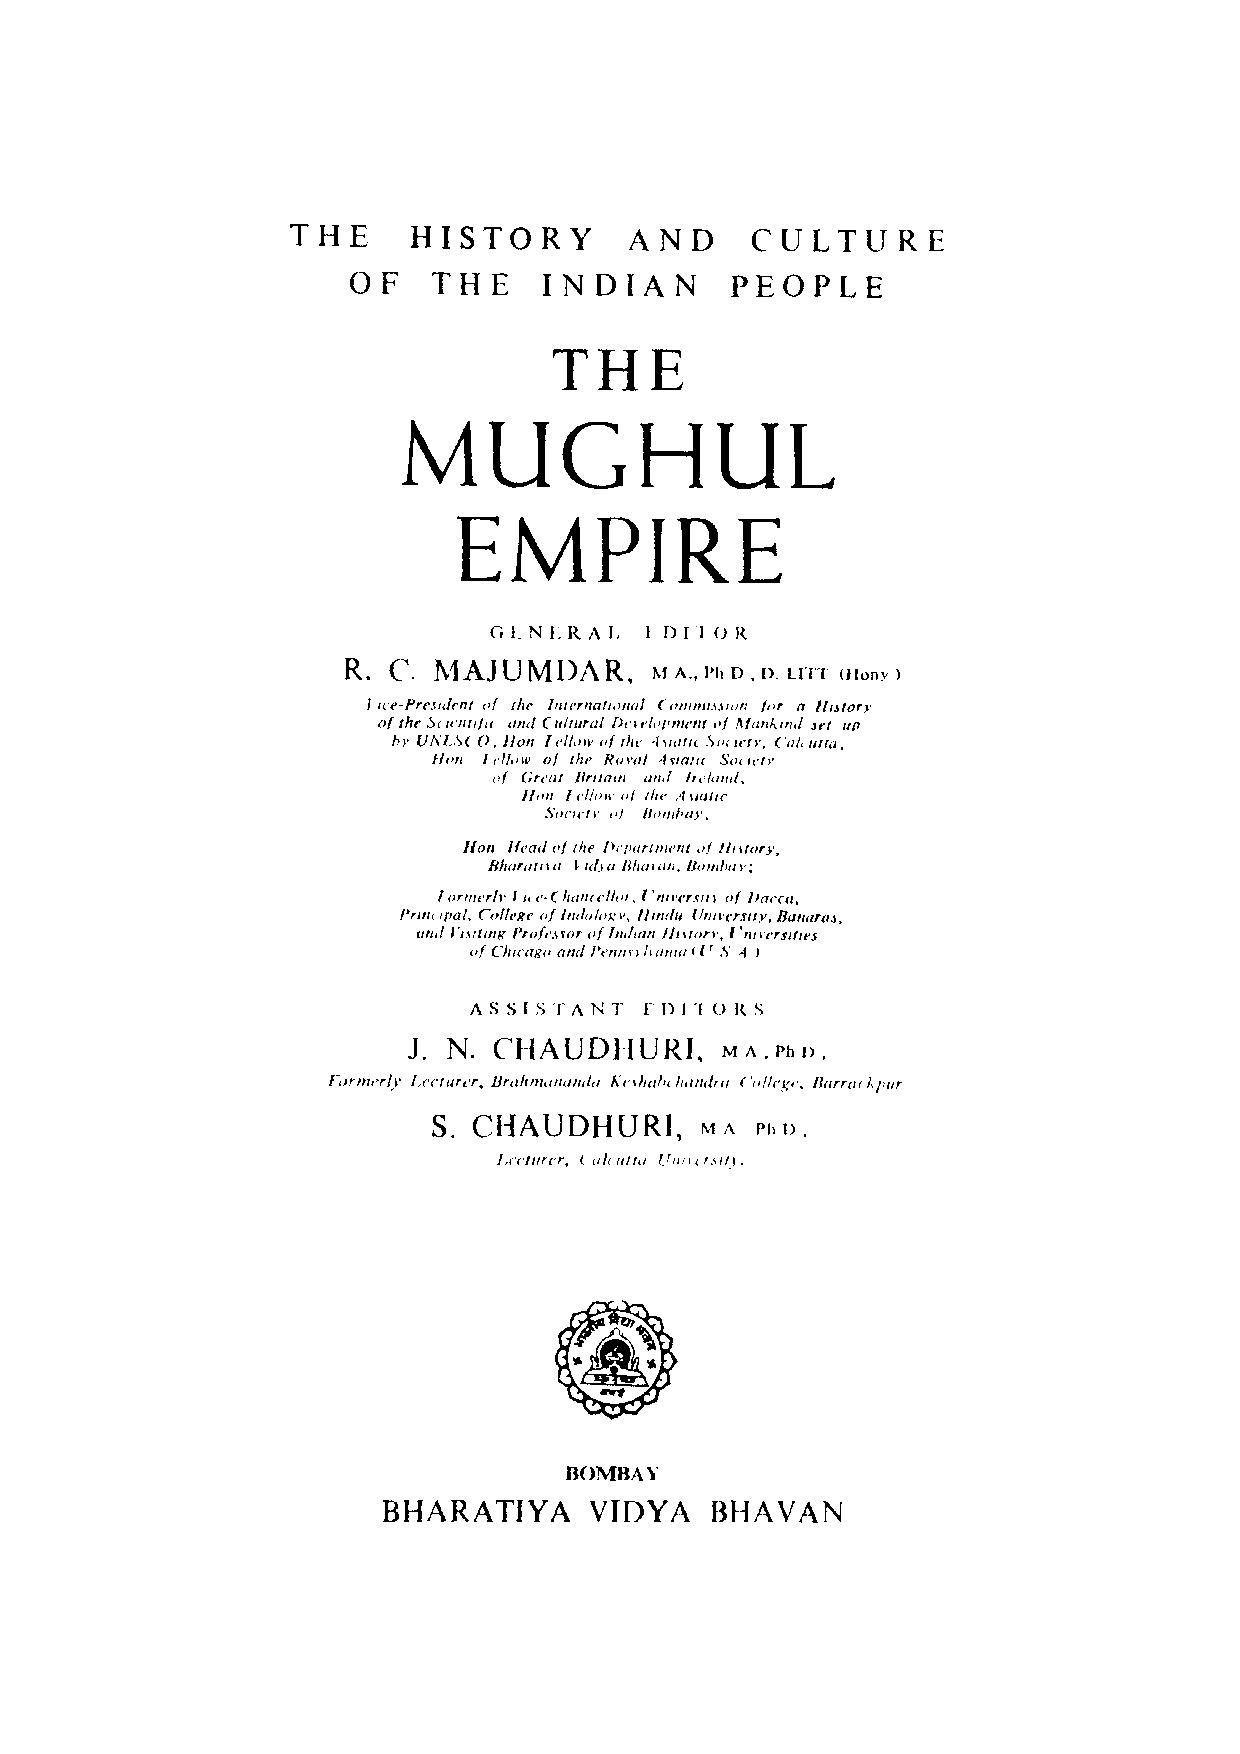 THE HISTORY AND CULTURE
OF THE INDIAN PEOPLE
THE
MUGHUL
EMPIRE
GENERAL EDITOR
R. C. MAJUMDAR, M A., Ph D , D. LITT (Hony )
Vice-President of the International Commission for a History
of the Scientific and Cultural Development of Mankind set up
by UNESCO, Hon Fellow of the Asiatic Society, Calcutta,
Hon Fellow of the Royal Asiatic Society
of Great Britain and Ireland,
Hon Fellow of the Asiatic
Society of Bombay,
Hon Head of the Department of History,
Bharatiya Vidya Bhavan, Bombay;
Formerly Vice-Chancellor, University of Dacca,
Principal, College of Indology, Hindu University, Banaras,
and Visiting Professor of Indian History, Universities
of Chicago and Pennsylvania (U S A )
ASSISTANT EDITORS
J. N. CHAUDHURI, M A , Ph D ,
Formerly Lecturer, Brahmananda Keshabchandra College, Barrackpur
S. CHAUDHURI, M A Ph D ,
Lecturer, Calcutta University.
भारतीय विद्या भवन
BOMBAY
BHARATIYA VIDYA BHAVAN